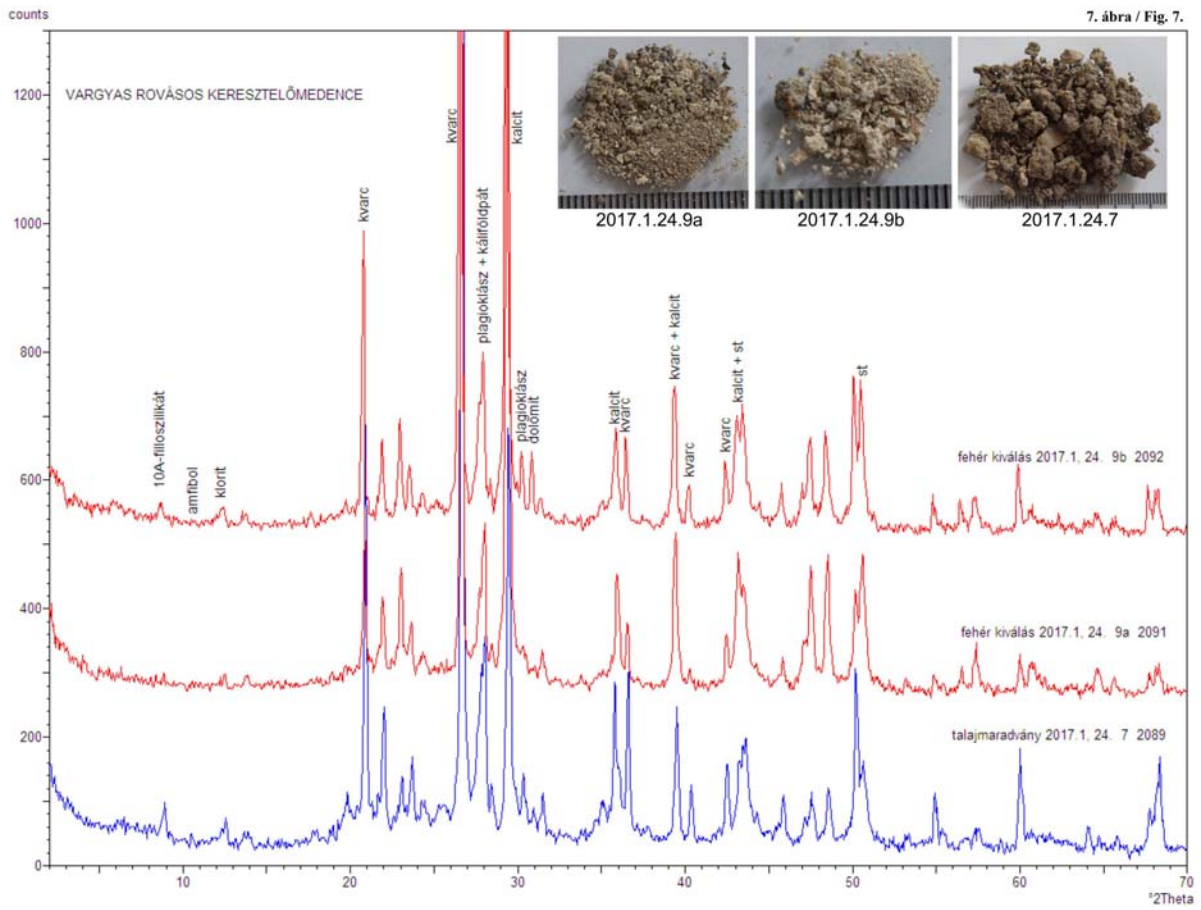 counts
7. ábra / Fig. 7.
VARGYAS ROVÁSOS KERESZTELŐMEDENCE
2017.1.24.9a
2017.1.24.9b
2017.1.24.7
1200
1000
800
600
400
200
0
10A-filloszilikát
amfibol
klorit
kvarc
kvarc
plagioklász + káliföldpát
kalcit
plagioklász
dolomit
kalcit
kvarc
kvarc + kalcit
kvarc
kvarc
kalcit + st
st
fehér kiválás 2017.1, 24. 9b 2092
fehér kiválás 2017.1, 24. 9a 2091
talajmaradvány 2017.1, 24. 7 2089
10
20
30
40
50
60
70
°2Theta